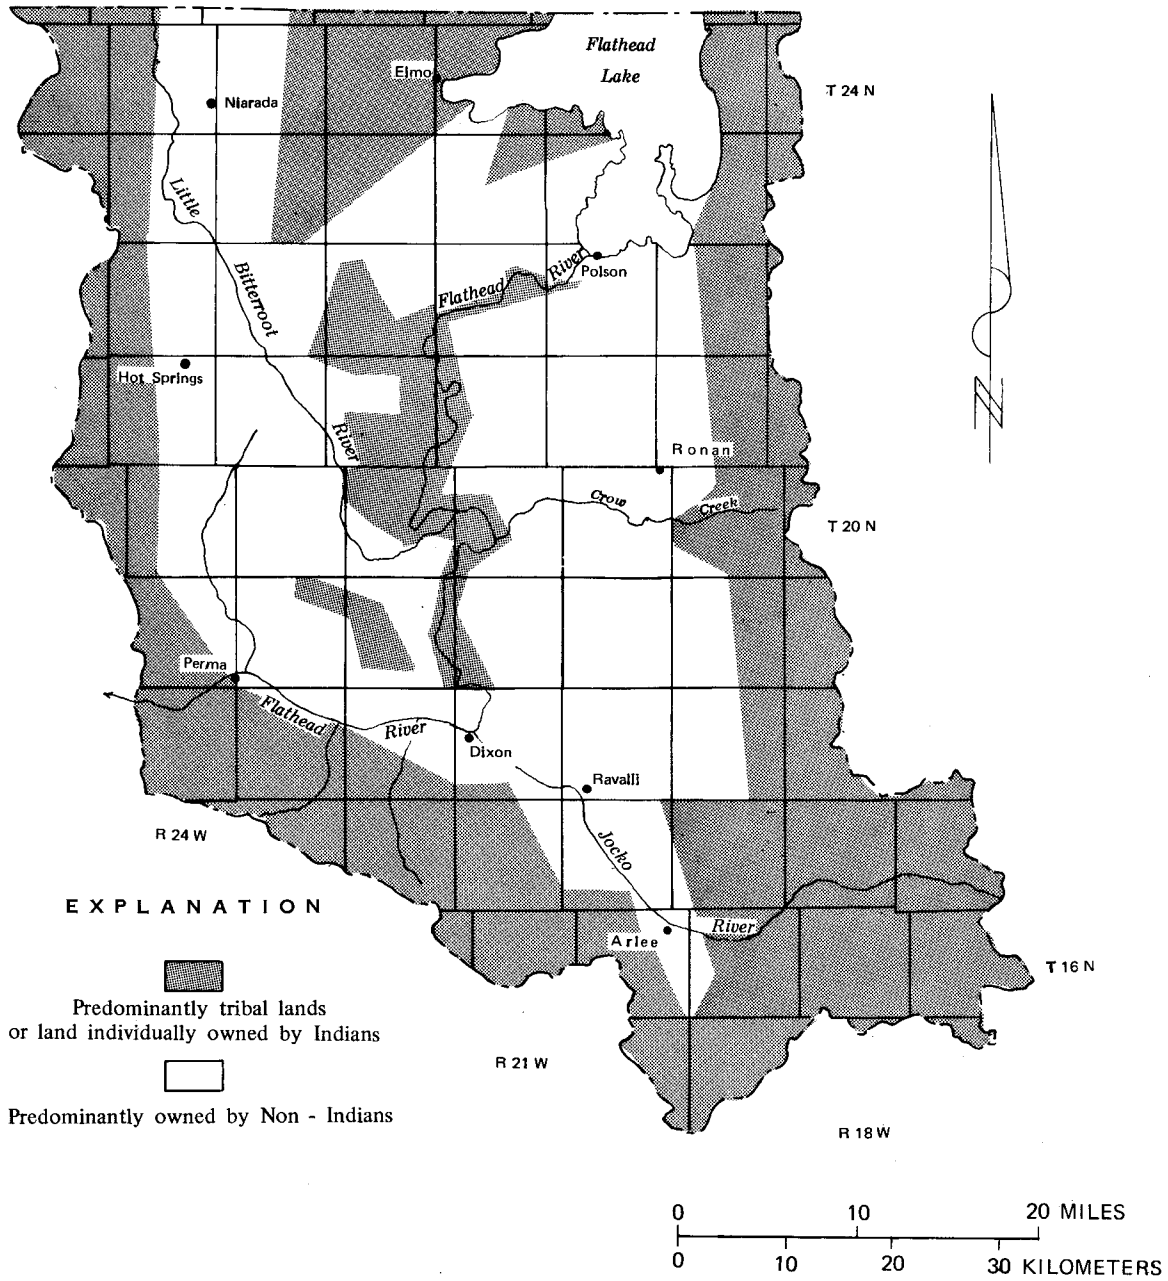 Flathead
Lake
Elmo
T 24 N
Niarada
Little
Bitterroot
River
Flathead
River
Polson
Hot Springs
Ronan
Crow
Creek
T 20 N
Perma
Flathead
River
Dixon
Ravalli
R 24 W
Jocko
River
Arlee
T 16 N
R 21 W
R 18 W
N
EXPLANATION
Predominantly tribal lands
or land individually owned by Indians
Predominantly owned by Non - Indians
0 10 20 MILES
0 10 20 30 KILOMETERS